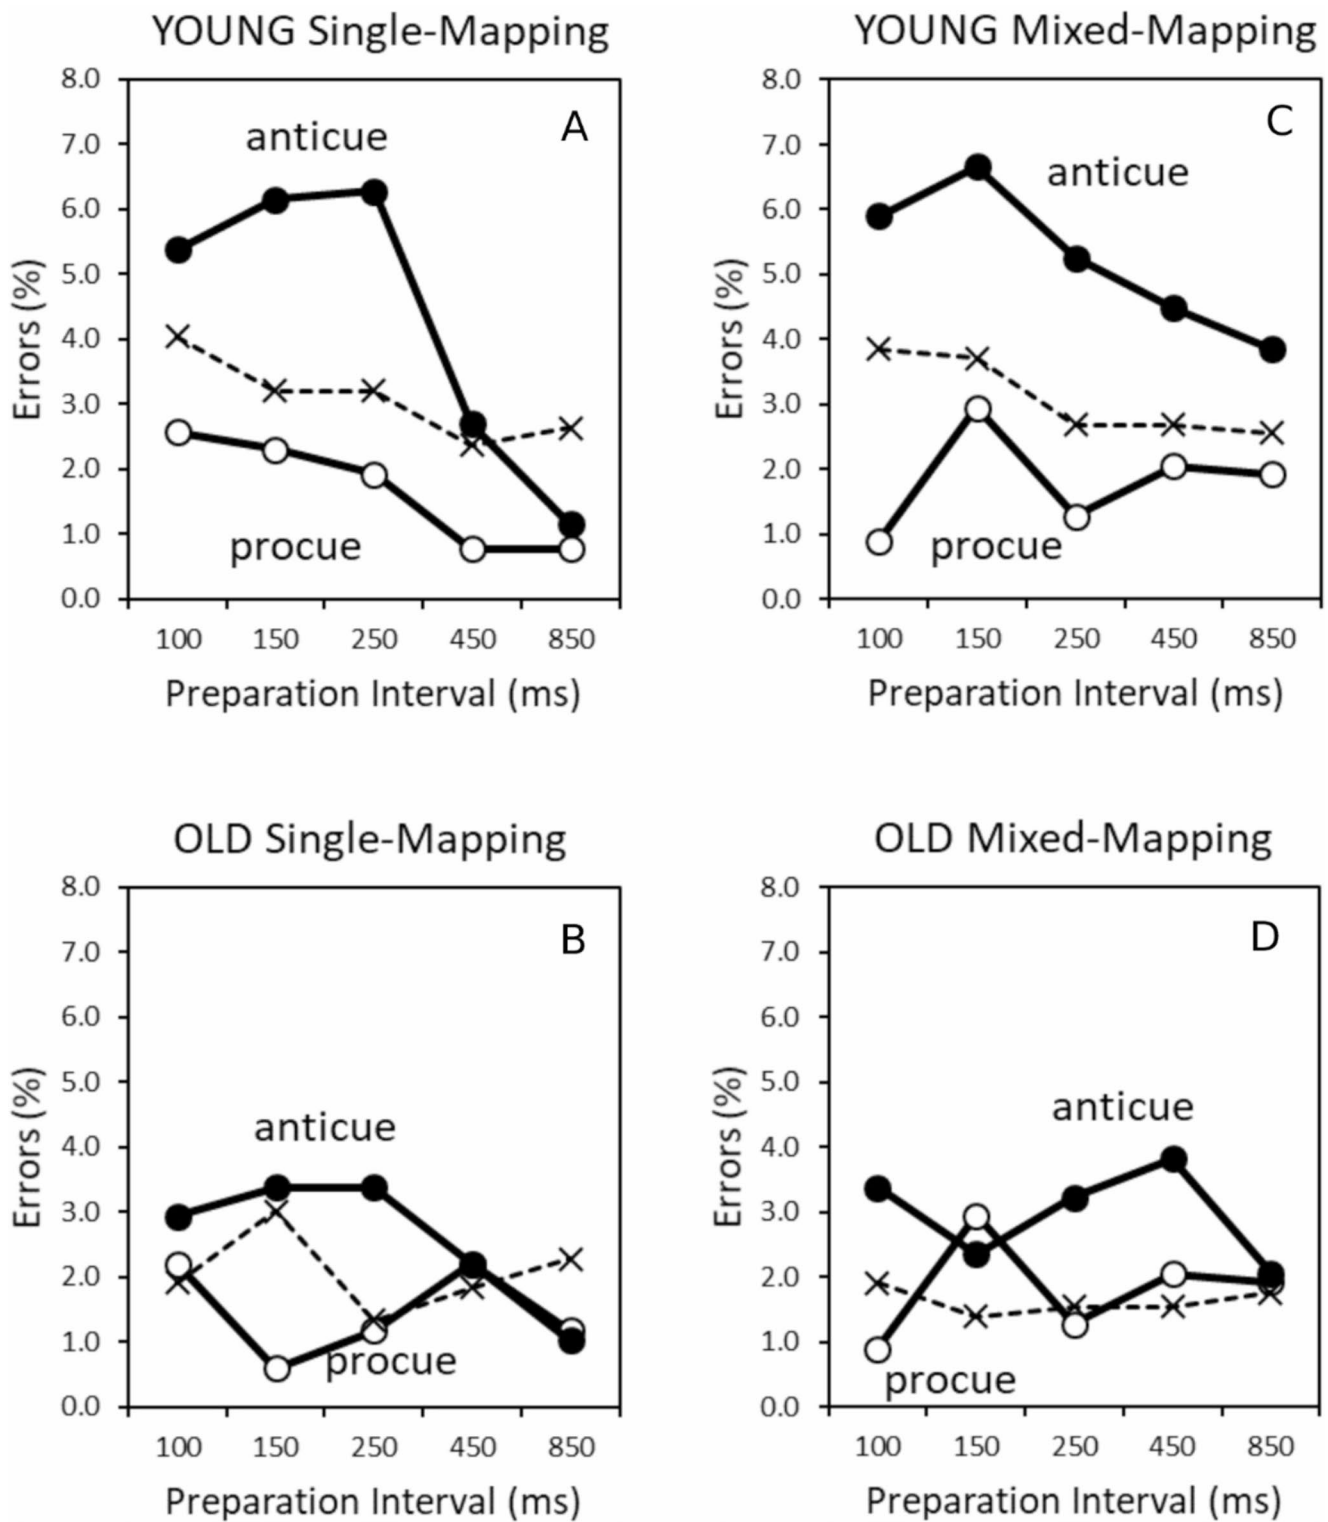 YOUNG Single-Mapping
8.0
7.0
6.0
5.0
4.0
3.0
2.0
1.0
0.0
Errors (%)
anticue
A
procue
100 150 250 450 850
Preparation Interval (ms)
YOUNG Mixed-Mapping
8.0
7.0
6.0
5.0
4.0
3.0
2.0
1.0
0.0
Errors (%)
C
anticue
procue
100 150 250 450 850
Preparation Interval (ms)
OLD Single-Mapping
8.0
7.0
6.0
5.0
4.0
3.0
2.0
1.0
0.0
Errors (%)
B
anticue
procue
100 150 250 450 850
Preparation Interval (ms)
OLD Mixed-Mapping
8.0
7.0
6.0
5.0
4.0
3.0
2.0
1.0
0.0
Errors (%)
D
anticue
procue
100 150 250 450 850
Preparation Interval (ms)